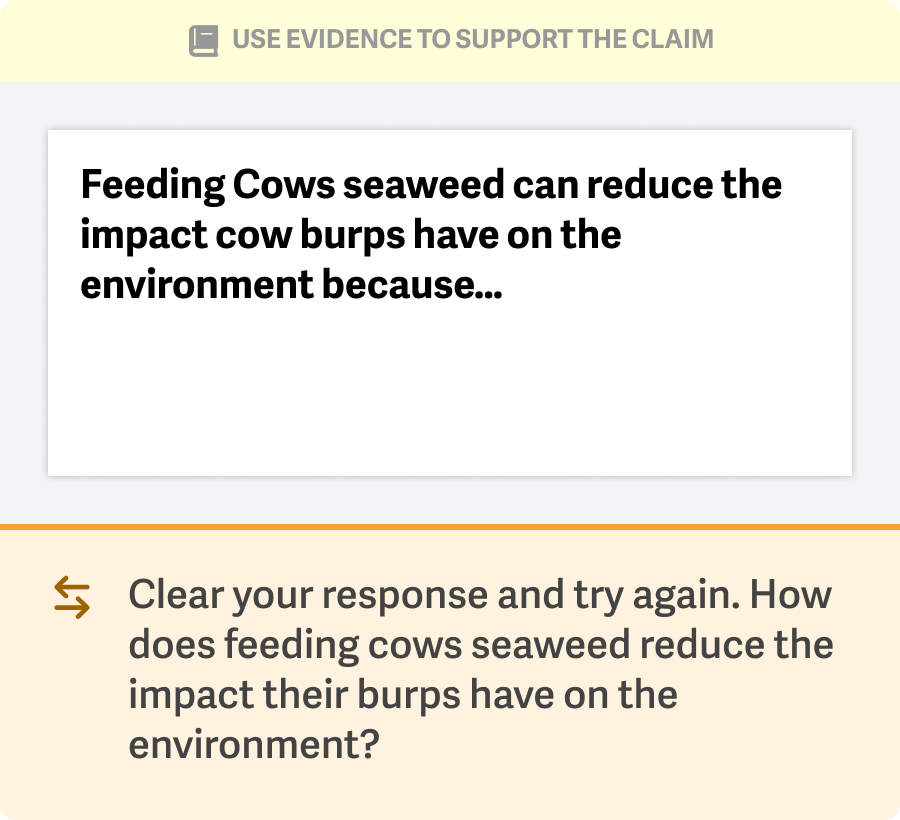 USE EVIDENCE TO SUPPORT THE CLAIM
Feeding Cows seaweed can reduce the
impact cow burps have on the
environment because...
Clear your response and try again. How
does feeding cows seaweed reduce the
impact their burps have on the
environment?